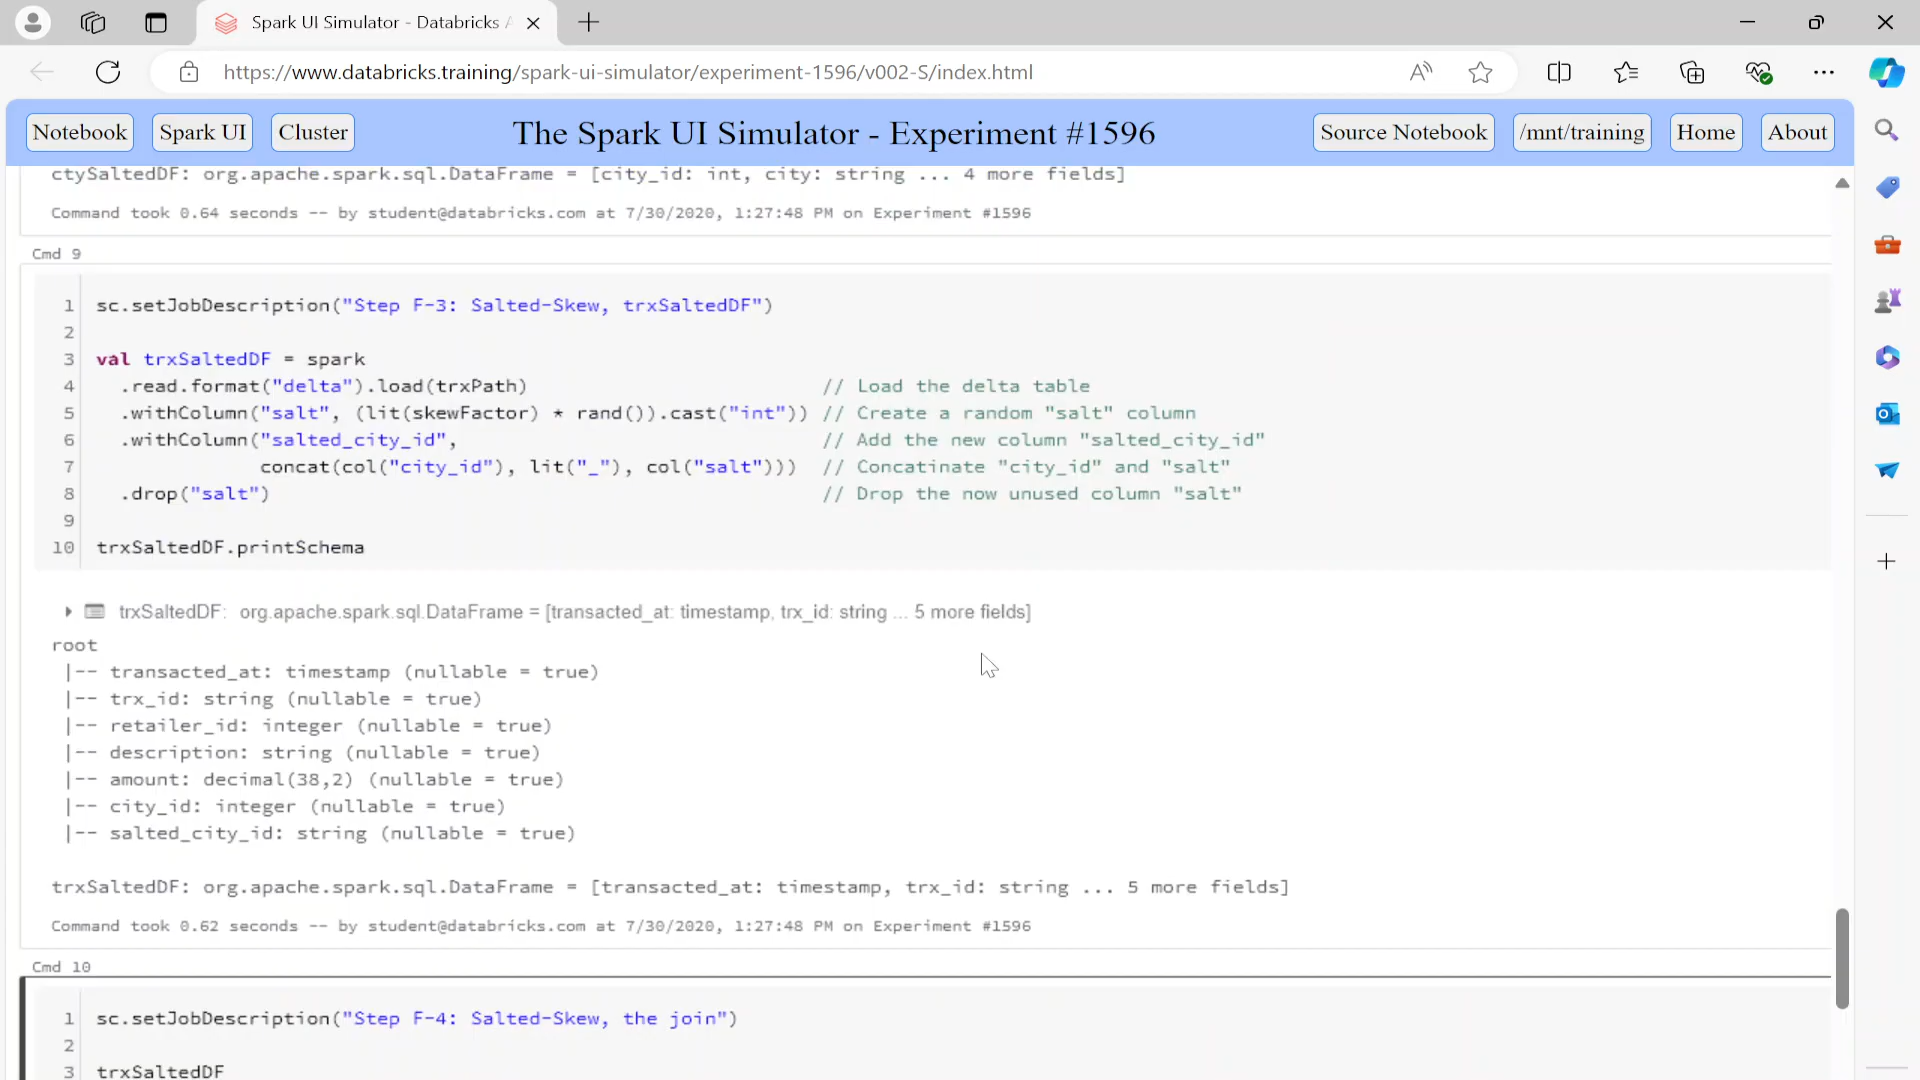 Spark UI Simulator - Databricks A
https://www.databricks.training/spark-ui-simulator/experiment-1596/v002-S/index.html
Notebook Spark UI Cluster The Spark UI Simulator - Experiment #1596 Source Notebook /mnt/training Home About
ctySaltedDF: org.apache.spark.sql.DataFrame = [city_id: int, city: string ... 4 more fields]
Command took 0.64 seconds -- by student@databricks.com at 7/30/2020, 1:27:48 PM on Experiment #1596
Cmd 9
1 sc.setJobDescription("Step F-3: Salted-Skew, trxSaltedDF")
2
3 val trxSaltedDF = spark
4 .read.format("delta").load(trxPath) // Load the delta table
5 .withColumn("salt", (lit(skewFactor) * rand()).cast("int")) // Create a random "salt" column
6 .withColumn("salted_city_id", // Add the new column "salted_city_id"
7 concat(col("city_id"), lit("_"), col("salt"))) // Concatinate "city_id" and "salt"
8 .drop("salt") // Drop the now unused column "salt"
9
10 trxSaltedDF.printSchema
trxSaltedDF: org.apache.spark.sql.DataFrame = [transacted_at: timestamp, trx_id: string ... 5 more fields]
root
|-- transacted_at: timestamp (nullable = true)
|-- trx_id: string (nullable = true)
|-- retailer_id: integer (nullable = true)
|-- description: string (nullable = true)
|-- amount: decimal(38,2) (nullable = true)
|-- city_id: integer (nullable = true)
|-- salted_city_id: string (nullable = true)
trxSaltedDF: org.apache.spark.sql.DataFrame = [transacted_at: timestamp, trx_id: string ... 5 more fields]
Command took 0.62 seconds -- by student@databricks.com at 7/30/2020, 1:27:48 PM on Experiment #1596
Cmd 10
1 sc.setJobDescription("Step F-4: Salted-Skew, the join")
2
3 trxSaltedDF